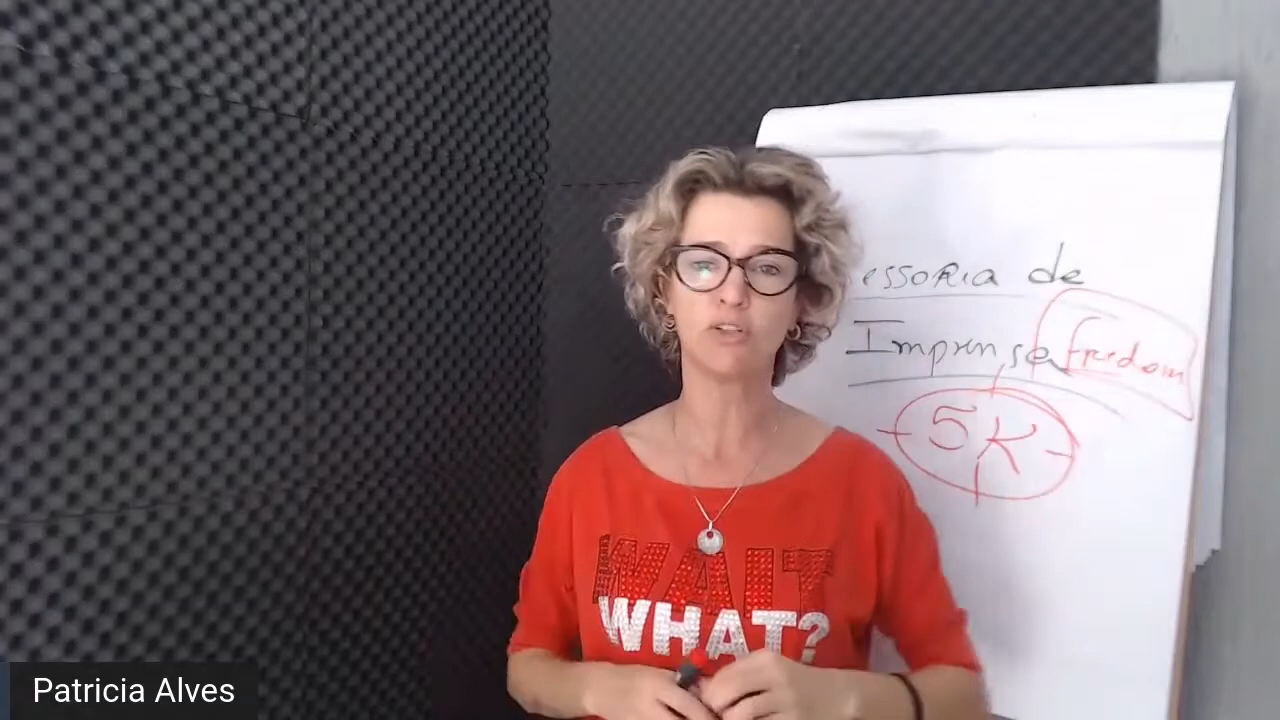 essoria de
Imprensa
freedom
5K
WAIT
WHAT?
Patricia Alves